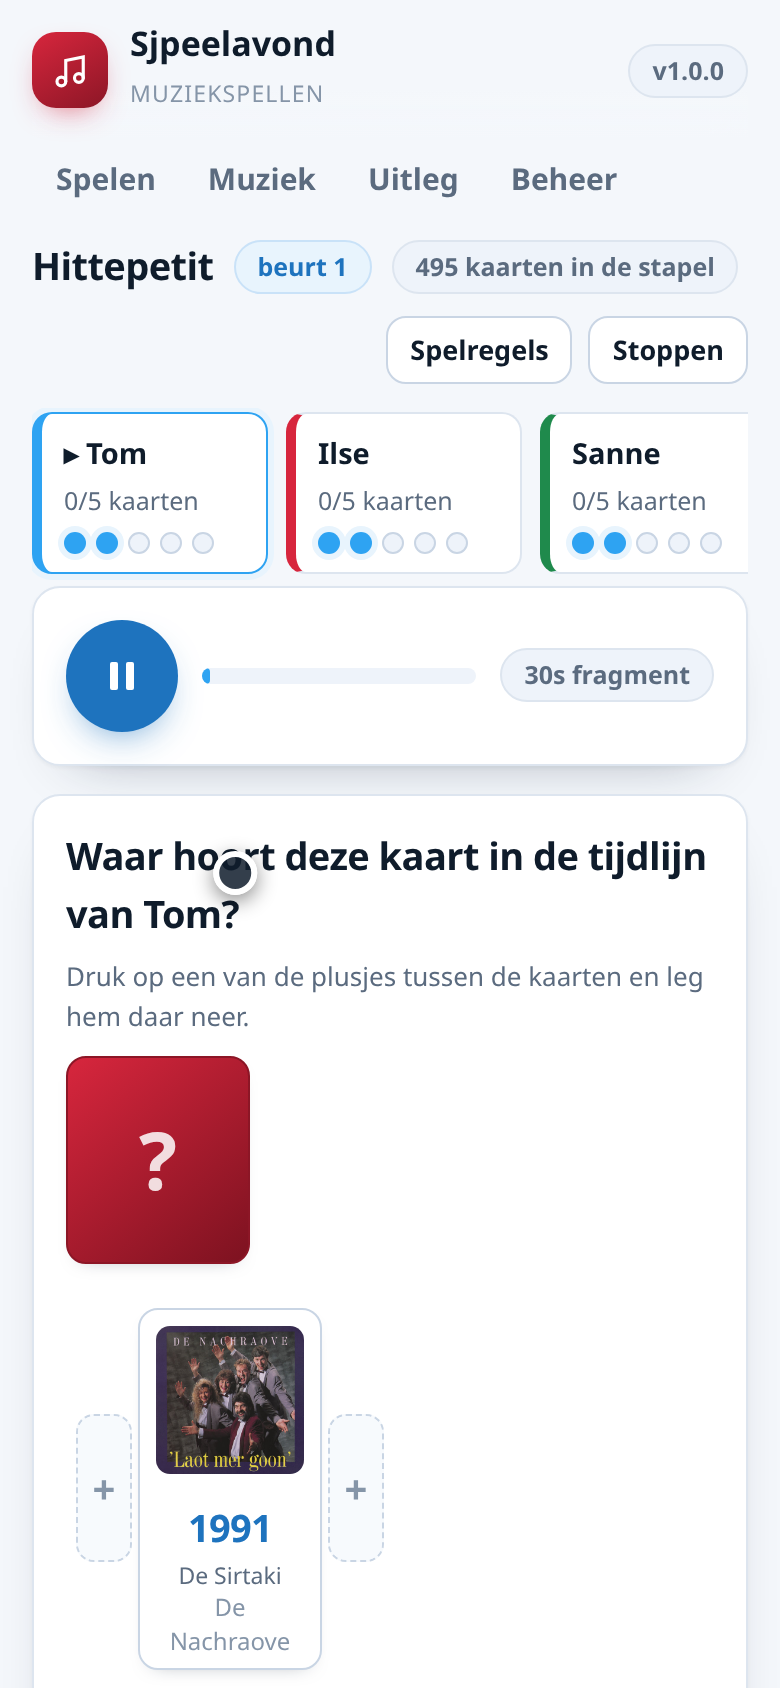 Sjpeelavond
MUZIEKSPELLEN
v1.0.0
Spelen Muziek Uitleg Beheer
Hittepetit beurt 1 495 kaarten in de stapel
Spelregels Stoppen
▸ Tom
0/5 kaarten
Ilse
0/5 kaarten
Sanne
0/5 kaarten
30s fragment
Waar hoort deze kaart in de tijdlijn
van Tom?
Druk op een van de plusjes tussen de kaarten en leg
hem daar neer.
?
DE NACHRAOVE
'Laot mer goon'
+
+
1991
De Sirtaki
De
Nachraove